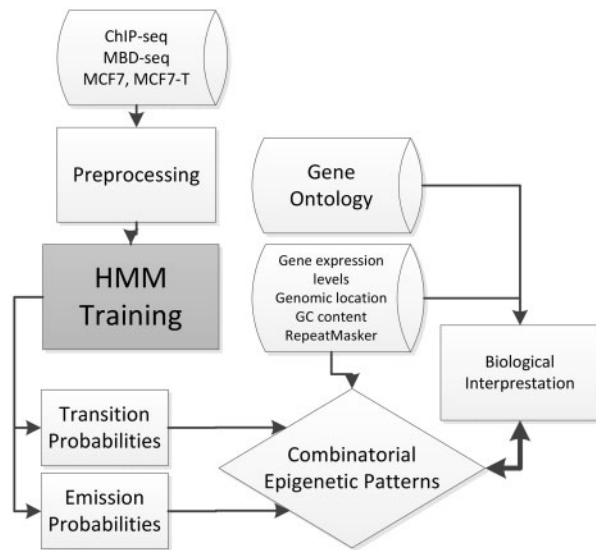 ChIP-seq
MBD-seq
MCF7, MCF7-T
Preprocessing
HMM
Training
Gene
Ontology
Gene expression
levels
Genomic location
GC content
RepeatMasker
Biological
Interprestation
Transition
Probabilities
Combinatorial
Epigenetic Patterns
Emission
Probabilities